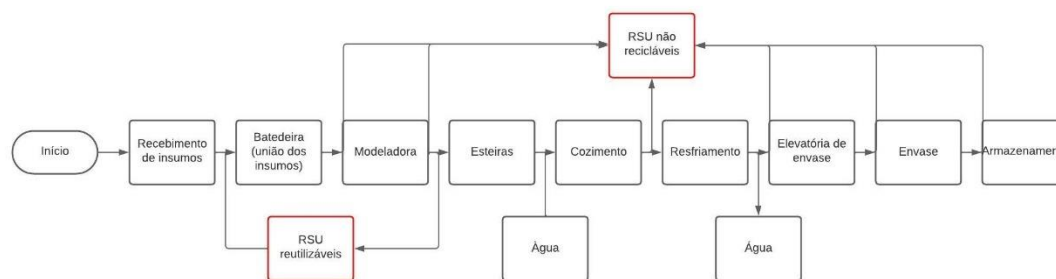 RSU não
recicláveis
Início
Recebimento
de insumos
Batedeira
(união dos
insumos)
Modeladora
Esteiras
Cozimento
Resfriamento
Elevatória de
envase
Envase
Armazenamen
RSU
reutilizáveis
Água
Água